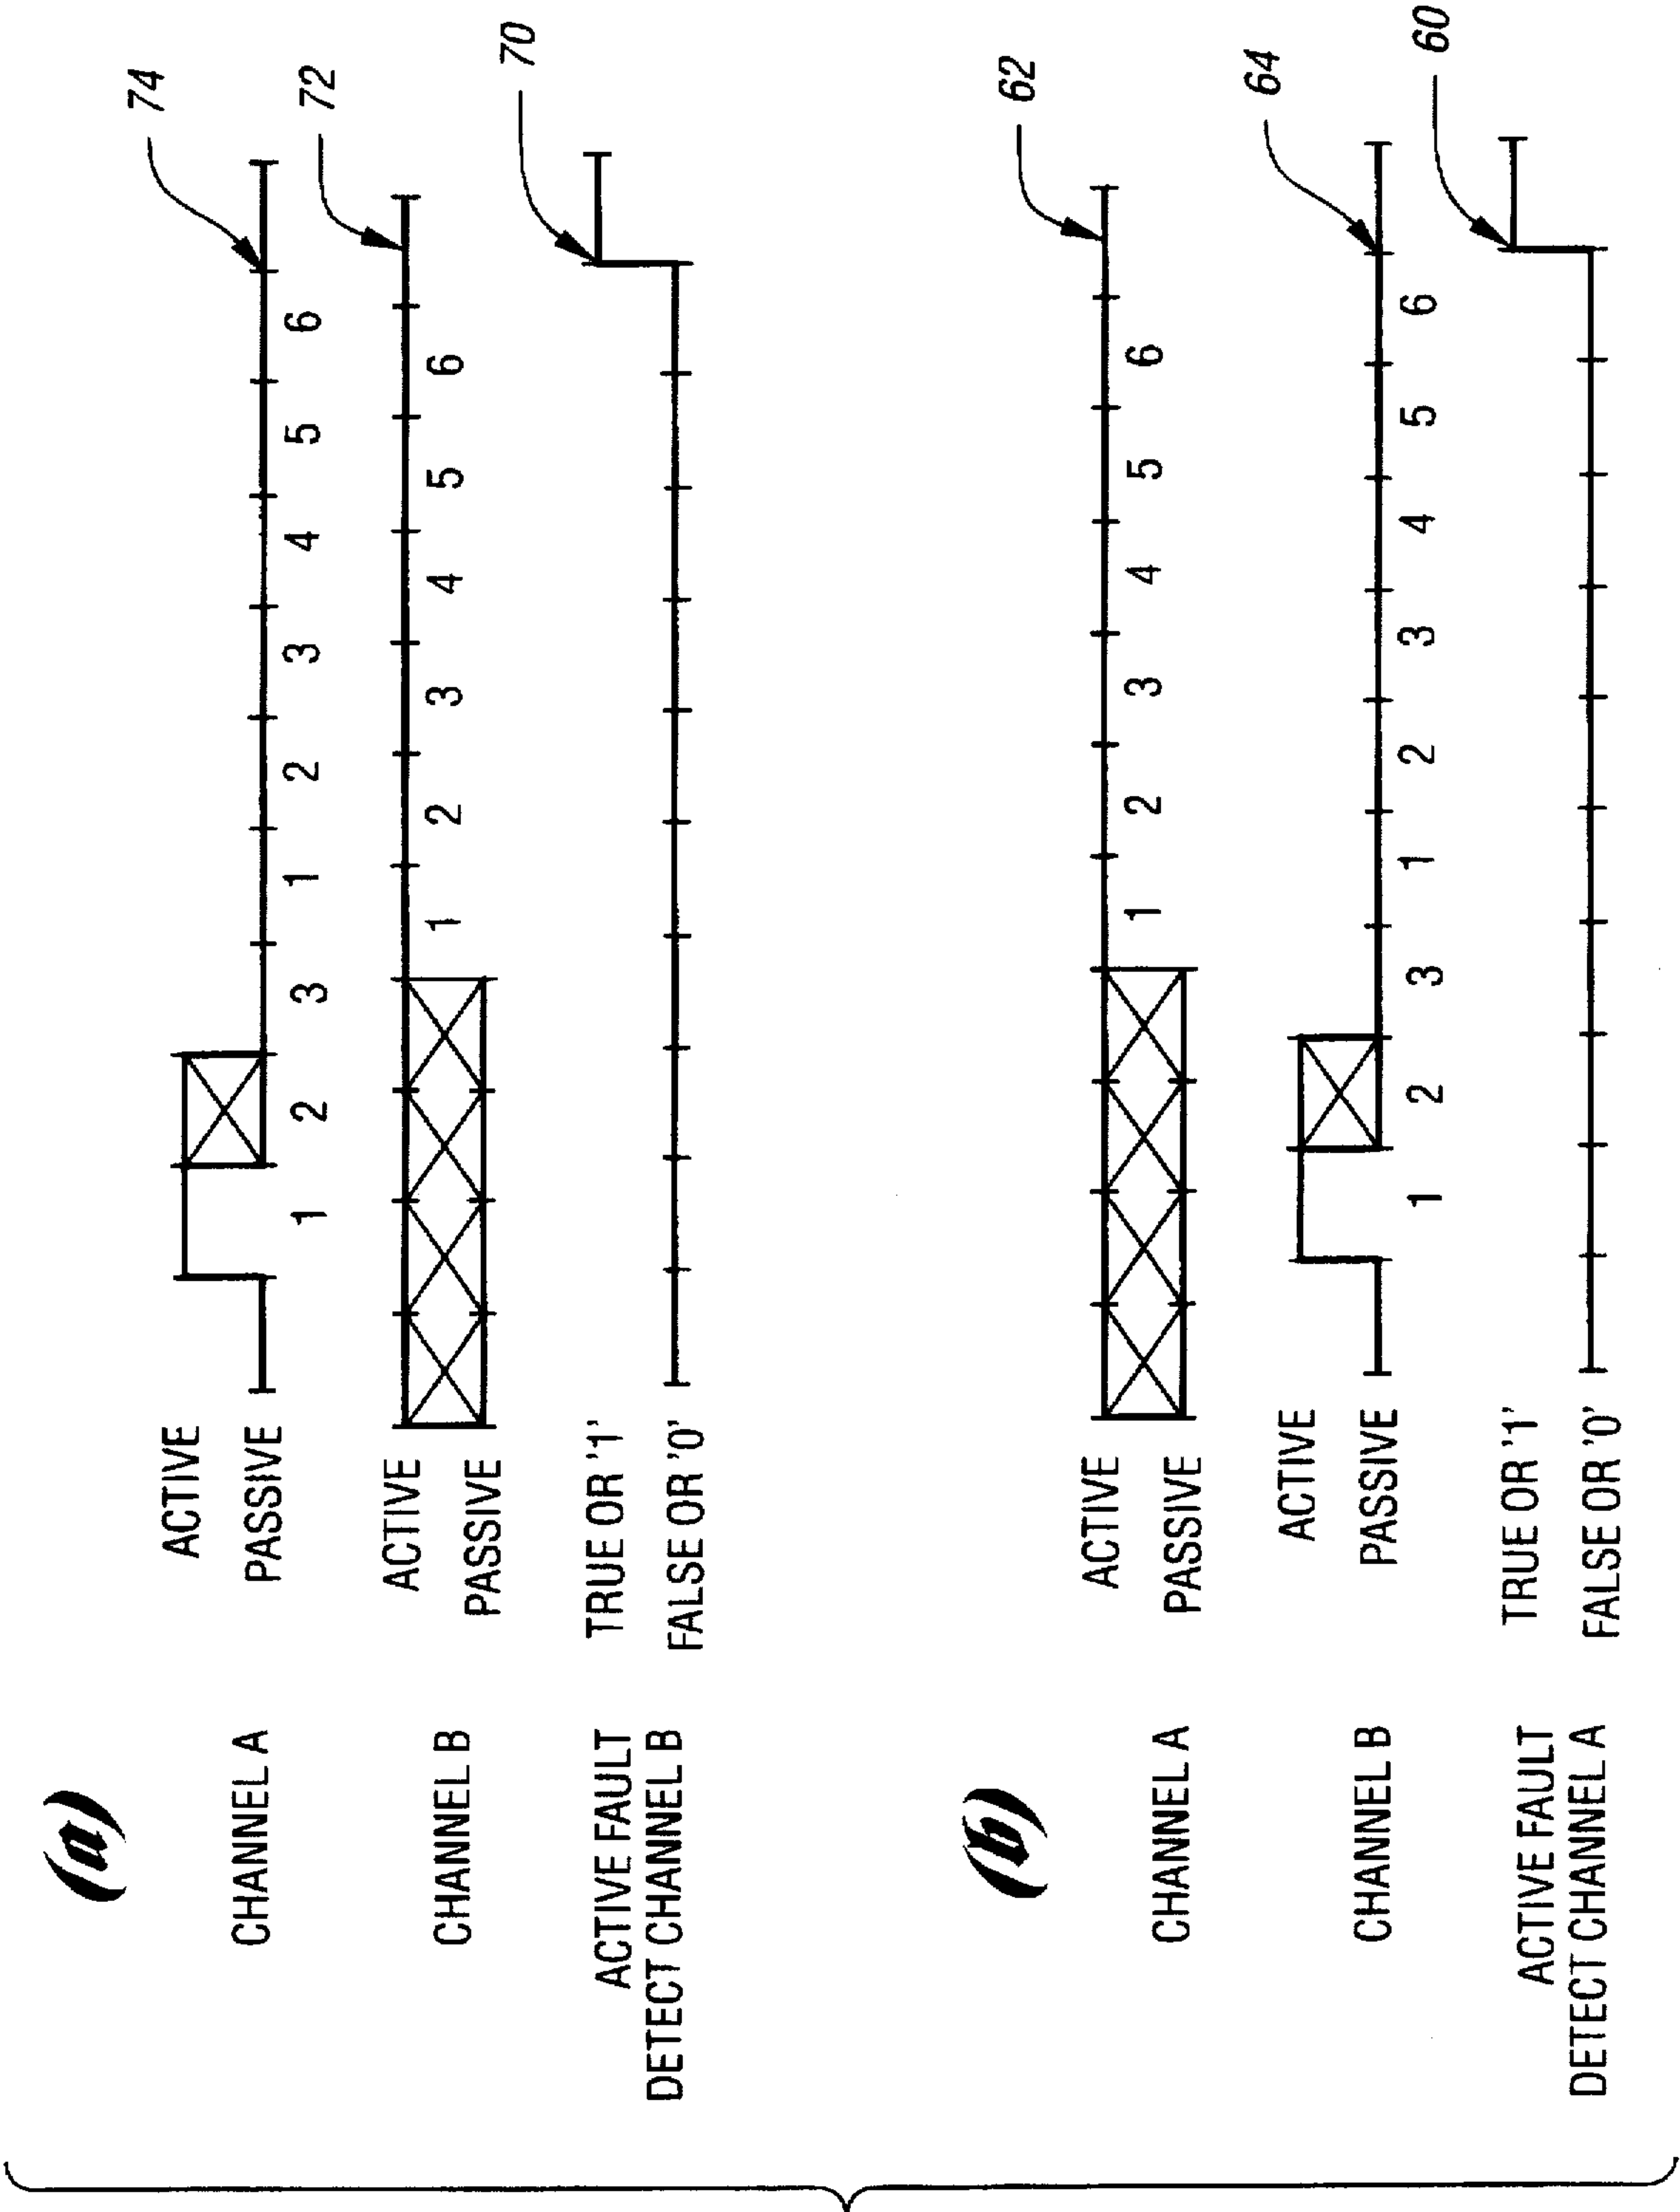 (a)
CHANNEL A
ACTIVE
PASSIVE
1 2 3 1 2 3 4 5 6
74
CHANNEL B
ACTIVE
PASSIVE
1 2 3 4 5 6
72
ACTIVE FAULT
DETECT CHANNEL B
TRUE OR '1'
FALSE OR '0'
70
(b)
CHANNEL A
ACTIVE
PASSIVE
1 2 3 4 5 6
62
CHANNEL B
ACTIVE
PASSIVE
1 2 3 1 2 3 4 5 6
64
ACTIVE FAULT
DETECT CHANNEL A
TRUE OR '1'
FALSE OR '0'
60